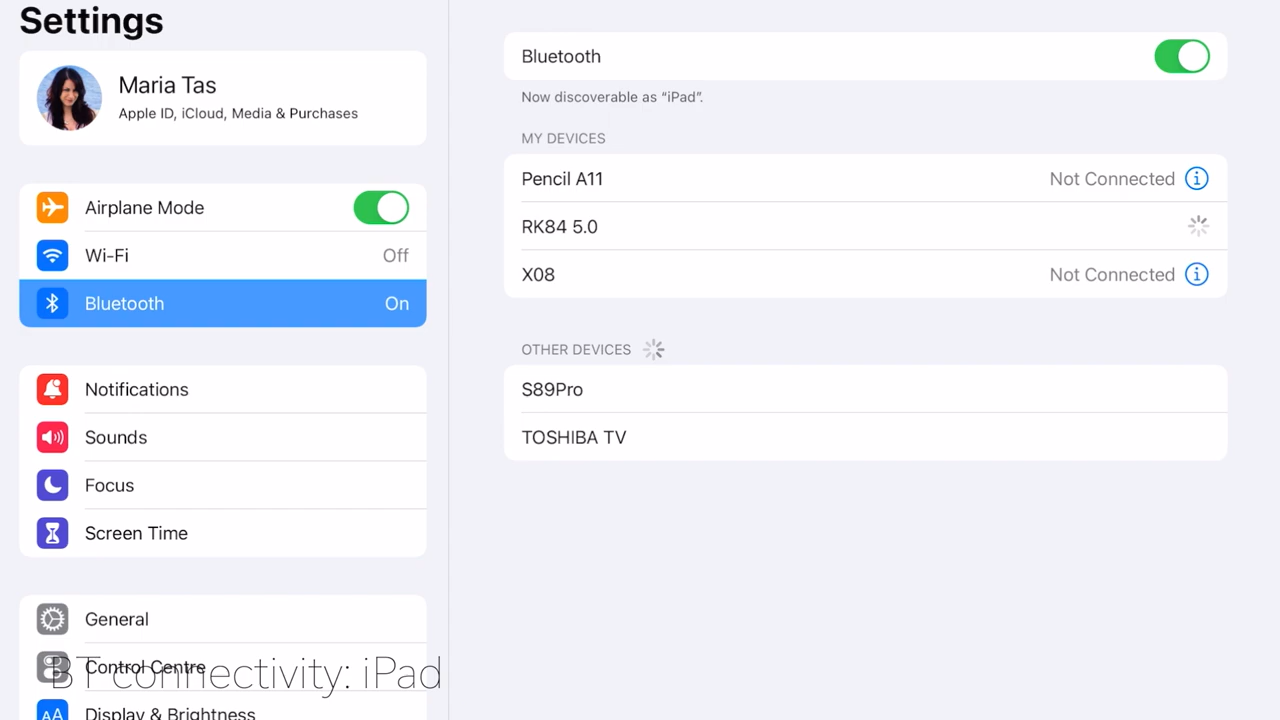 Settings
Maria Tas
Apple ID, iCloud, Media & Purchases
Airplane Mode
Wi-Fi Off
Bluetooth On
Notifications
Sounds
Focus
Screen Time
General
Control Centre
BT connectivity: iPad
Display & Brightness
AA
Bluetooth
Now discoverable as “iPad”.
MY DEVICES
Pencil A11 Not Connected
RK84 5.0
X08 Not Connected
OTHER DEVICES
S89Pro
TOSHIBA TV